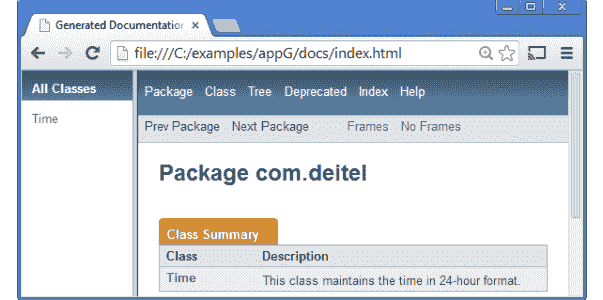 Generated Documentation
file:///C:/examples/appG/docs/index.html
All Classes
Time
Package Class Tree Deprecated Index Help
Prev Package Next Package Frames No Frames
Package com.deitel
Class Summary
Class Description
Time This class maintains the time in 24-hour format.